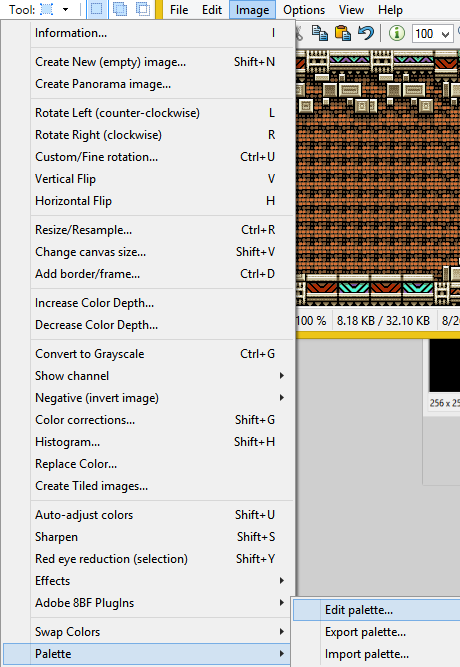 Tool: File Edit Image Options View Help
Information... I
100
Create New (empty) image... Shift+N
Create Panorama image...
Rotate Left (counter-clockwise) L
Rotate Right (clockwise) R
Custom/Fine rotation... Ctrl+U
Vertical Flip V
Horizontal Flip H
Resize/Resample... Ctrl+R
Change canvas size... Shift+V
Add border/frame... Ctrl+D
Increase Color Depth...
100 % 8.18 KB / 32.10 KB
Decrease Color Depth...
Convert to Grayscale Ctrl+G
Show channel
Negative (invert image)
256 x
Color corrections... Shift+G
Histogram... Shift+H
Replace Color...
Create Tiled images...
Auto-adjust colors Shift+U
Sharpen Shift+S
Red eye reduction (selection) Shift+Y
Effects
Adobe 8BF PlugIns
Edit palette...
Swap Colors
Export palette...
Palette
Import palette...